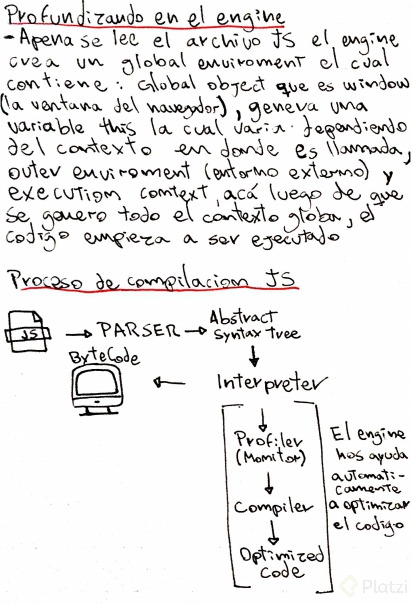 Profundizando en el engine
- Apena se lee el archivo JS el engine
crea un global enviroment el cual
contiene: Global object que es window
(la ventana del navegador), genera una
variable this la cual varia dependiendo
del contexto en donde es llamada,
outer enviroment (entorno externo) y
execution context, acá luego de que
se genero todo el contexto globa, el
codigo empieza a ser ejecutado
Proceso de compilacion JS
JS
PARSER
Abstract
Syntax tree
ByteCode
Interpreter
Profiler
(Monitor)
Compiler
Optimized
Code
El engine
nos ayuda
automati-
camente
a optimizar
el codigo
Platzi